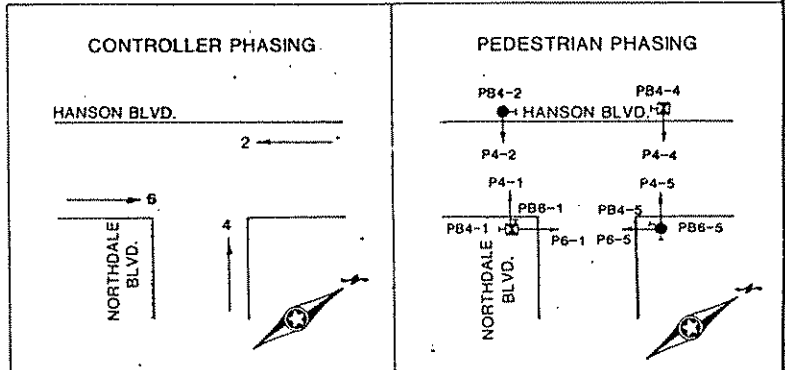 CONTROLLER PHASING
HANSON BLVD.
2
6
4
NORTHDALE
BLVD.
PEDESTRIAN PHASING
PB4-2
PB4-4
HANSON BLVD.
P4-2
P4-4
P4-1
P4-5
PB6-1
PB4-5
PB4-1
P6-1
P6-5
PB6-5
NORTHDALE
BLVD.